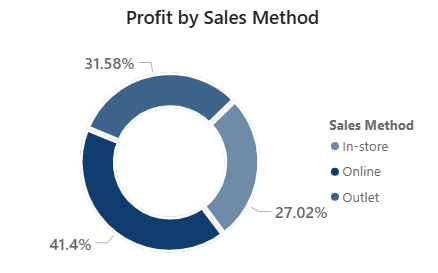 Profit by Sales Method
31.58%
Sales Method
In-store
Online
Outlet
27.02%
41.4%